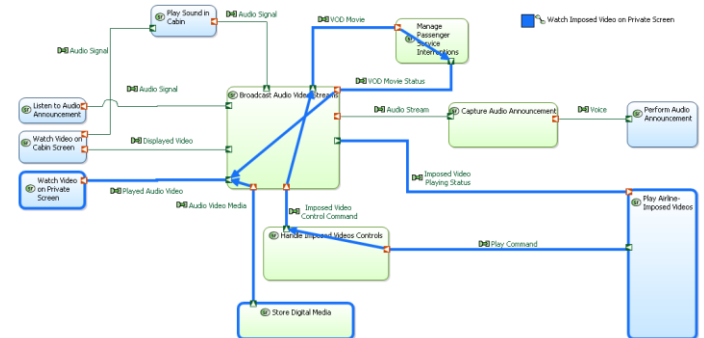 Play Sound in
Cabin
Audio Signal
VOD Movie
Manage
Passenger
Service
Interruptions
Watch Imposed Video on Private Screen
Audio Signal
VOD Movie Status
Audio Signal
Broadcast Audio Video Streams
Listen to Audio
Announcement
Audio Stream
Capture Audio Announcement
Voice
Perform Audio
Announcement
Watch Video on
Cabin Screen
Displayed Video
Watch Video
on Private
Screen
Played Audio Video
Imposed Video
Playing Status
Audio Video Media
Imposed Video
Control Command
Play Airline-
Imposed Videos
Handle Imposed Videos Controls
Play Command
Store Digital Media